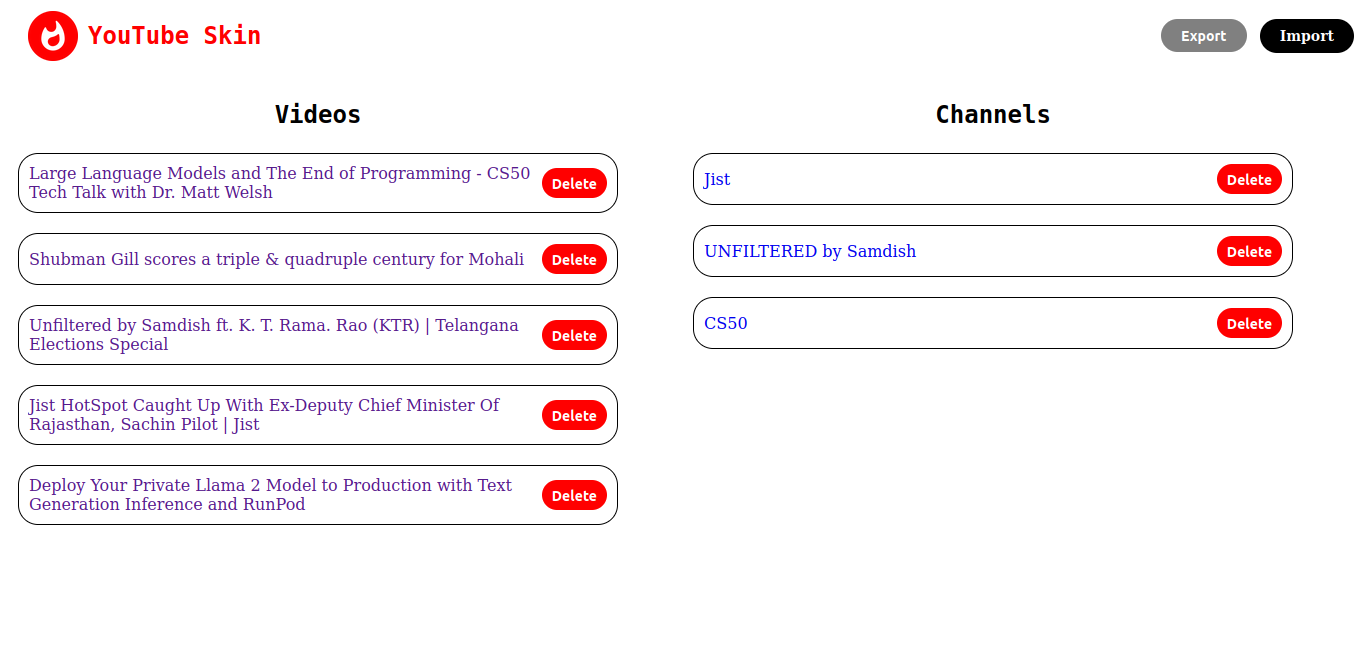 YouTube Skin
Export
Import
Videos
Large Language Models and The End of Programming - CS50
Tech Talk with Dr. Matt Welsh
Delete
Shubman Gill scores a triple & quadruple century for Mohali
Delete
Unfiltered by Samdish ft. K. T. Rama. Rao (KTR) | Telangana
Elections Special
Delete
Jist HotSpot Caught Up With Ex-Deputy Chief Minister Of
Rajasthan, Sachin Pilot | Jist
Delete
Deploy Your Private Llama 2 Model to Production with Text
Generation Inference and RunPod
Delete
Channels
Jist
Delete
UNFILTERED by Samdish
Delete
CS50
Delete